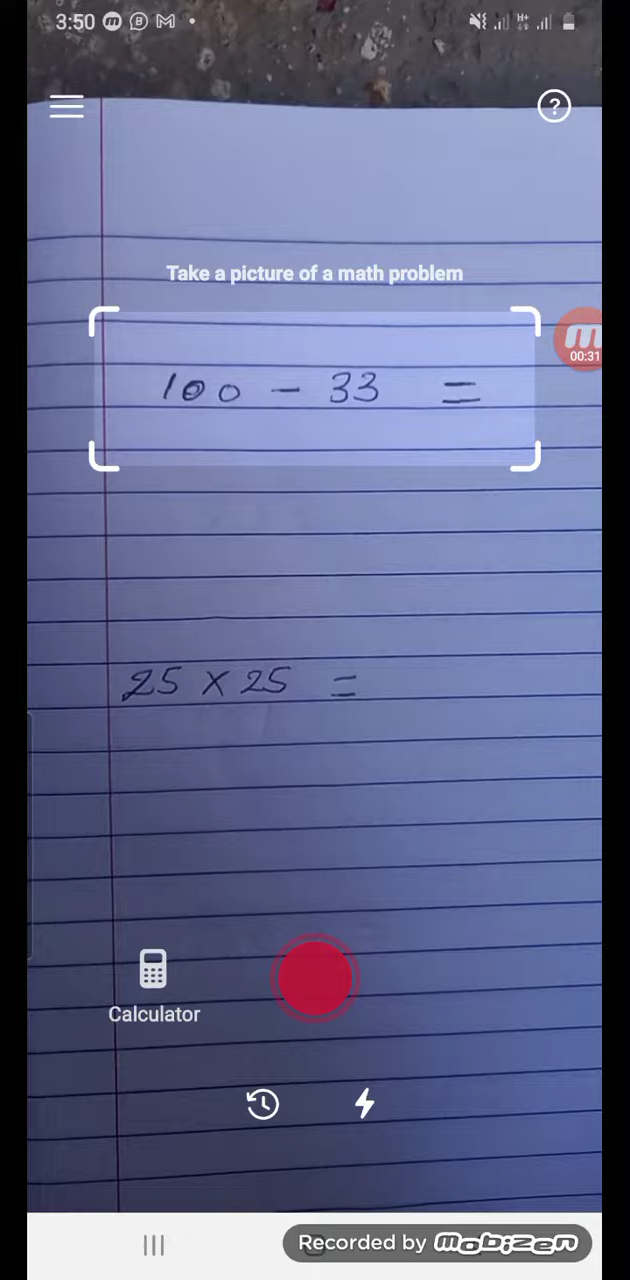 3:50
Take a picture of a math problem
00:31
100 - 33 =
25 x 25 =
Calculator
Recorded by mobizen